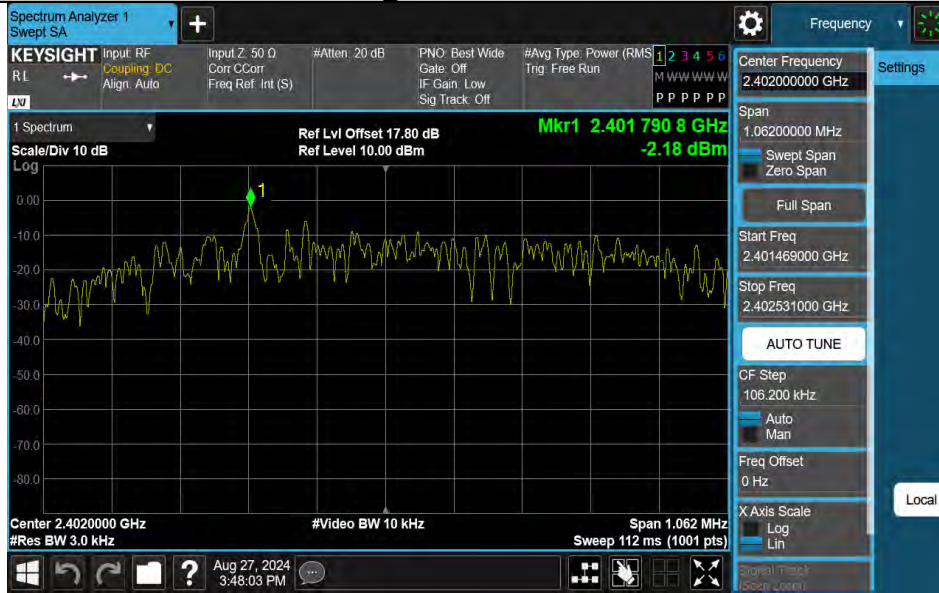 Spectrum Analyzer 1
Swept SA
Frequency
KEYSIGHT
RL
LXI
Input: RF
Coupling: DC
Align: Auto
Input Z: 50 Ω
Corr CCorr
Freq Ref: Int (S)
#Atten: 20 dB
PNO: Best Wide
Gate: Off
IF Gain: Low
Sig Track: Off
#Avg Type: Power (RMS
Trig: Free Run
1 2 3 4 5 6
M W W W W W
P P P P P P
Center Frequency
2.402000000 GHz
Settings
1 Spectrum
Scale/Div 10 dB
Log
Ref Lvl Offset 17.80 dB
Ref Level 10.00 dBm
Mkr1 2.401 790 8 GHz
-2.18 dBm
Span
1.06200000 MHz
Swept Span
Zero Span
Full Span
Start Freq
2.401469000 GHz
Stop Freq
2.402531000 GHz
AUTO TUNE
CF Step
106.200 kHz
Auto
Man
Freq Offset
0 Hz
X Axis Scale
Log
Lin
Signal Track
(Span Zoom)
Local
1
0.00
-10.0
-20.0
-30.0
-40.0
-50.0
-60.0
-70.0
-80.0
Center 2.4020000 GHz
#Res BW 3.0 kHz
#Video BW 10 kHz
Span 1.062 MHz
Sweep 112 ms (1001 pts)
?
Aug 27, 2024
3:48:03 PM